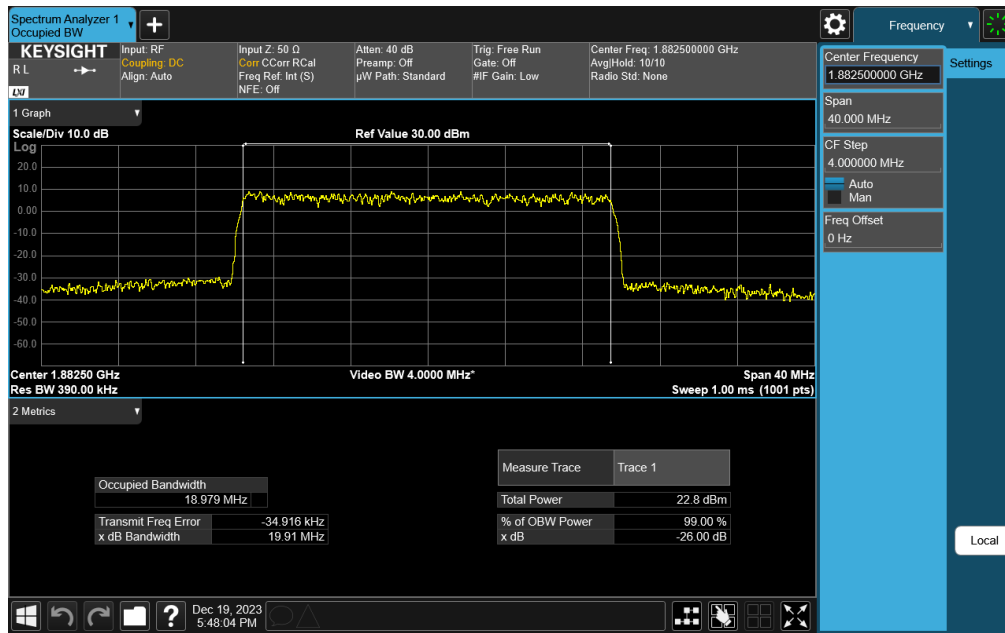 Spectrum Analyzer 1
Occupied BW
Frequency
KEYSIGHT
R L
LXI
Input: RF
Coupling: DC
Align: Auto
Input Z: 50 Ω
Corr CCorr RCal
Freq Ref: Int (S)
NFE: Off
Atten: 40 dB
Preamp: Off
µW Path: Standard
Trig: Free Run
Gate: Off
#IF Gain: Low
Center Freq: 1.882500000 GHz
Avg|Hold: 10/10
Radio Std: None
Center Frequency
1.882500000 GHz
Settings
Span
40.000 MHz
CF Step
4.000000 MHz
Auto
Man
Freq Offset
0 Hz
Local
1 Graph
Scale/Div 10.0 dB
Ref Value 30.00 dBm
Log
20.0
10.0
0.00
-10.0
-20.0
-30.0
-40.0
-50.0
-60.0
Center 1.88250 GHz
Video BW 4.0000 MHz*
Span 40 MHz
Res BW 390.00 kHz
Sweep 1.00 ms (1001 pts)
2 Metrics
Occupied Bandwidth
18.979 MHz
Transmit Freq Error -34.916 kHz
x dB Bandwidth 19.91 MHz
Measure Trace Trace 1
Total Power 22.8 dBm
% of OBW Power 99.00 %
x dB -26.00 dB
?
Dec 19, 2023
5:48:04 PM